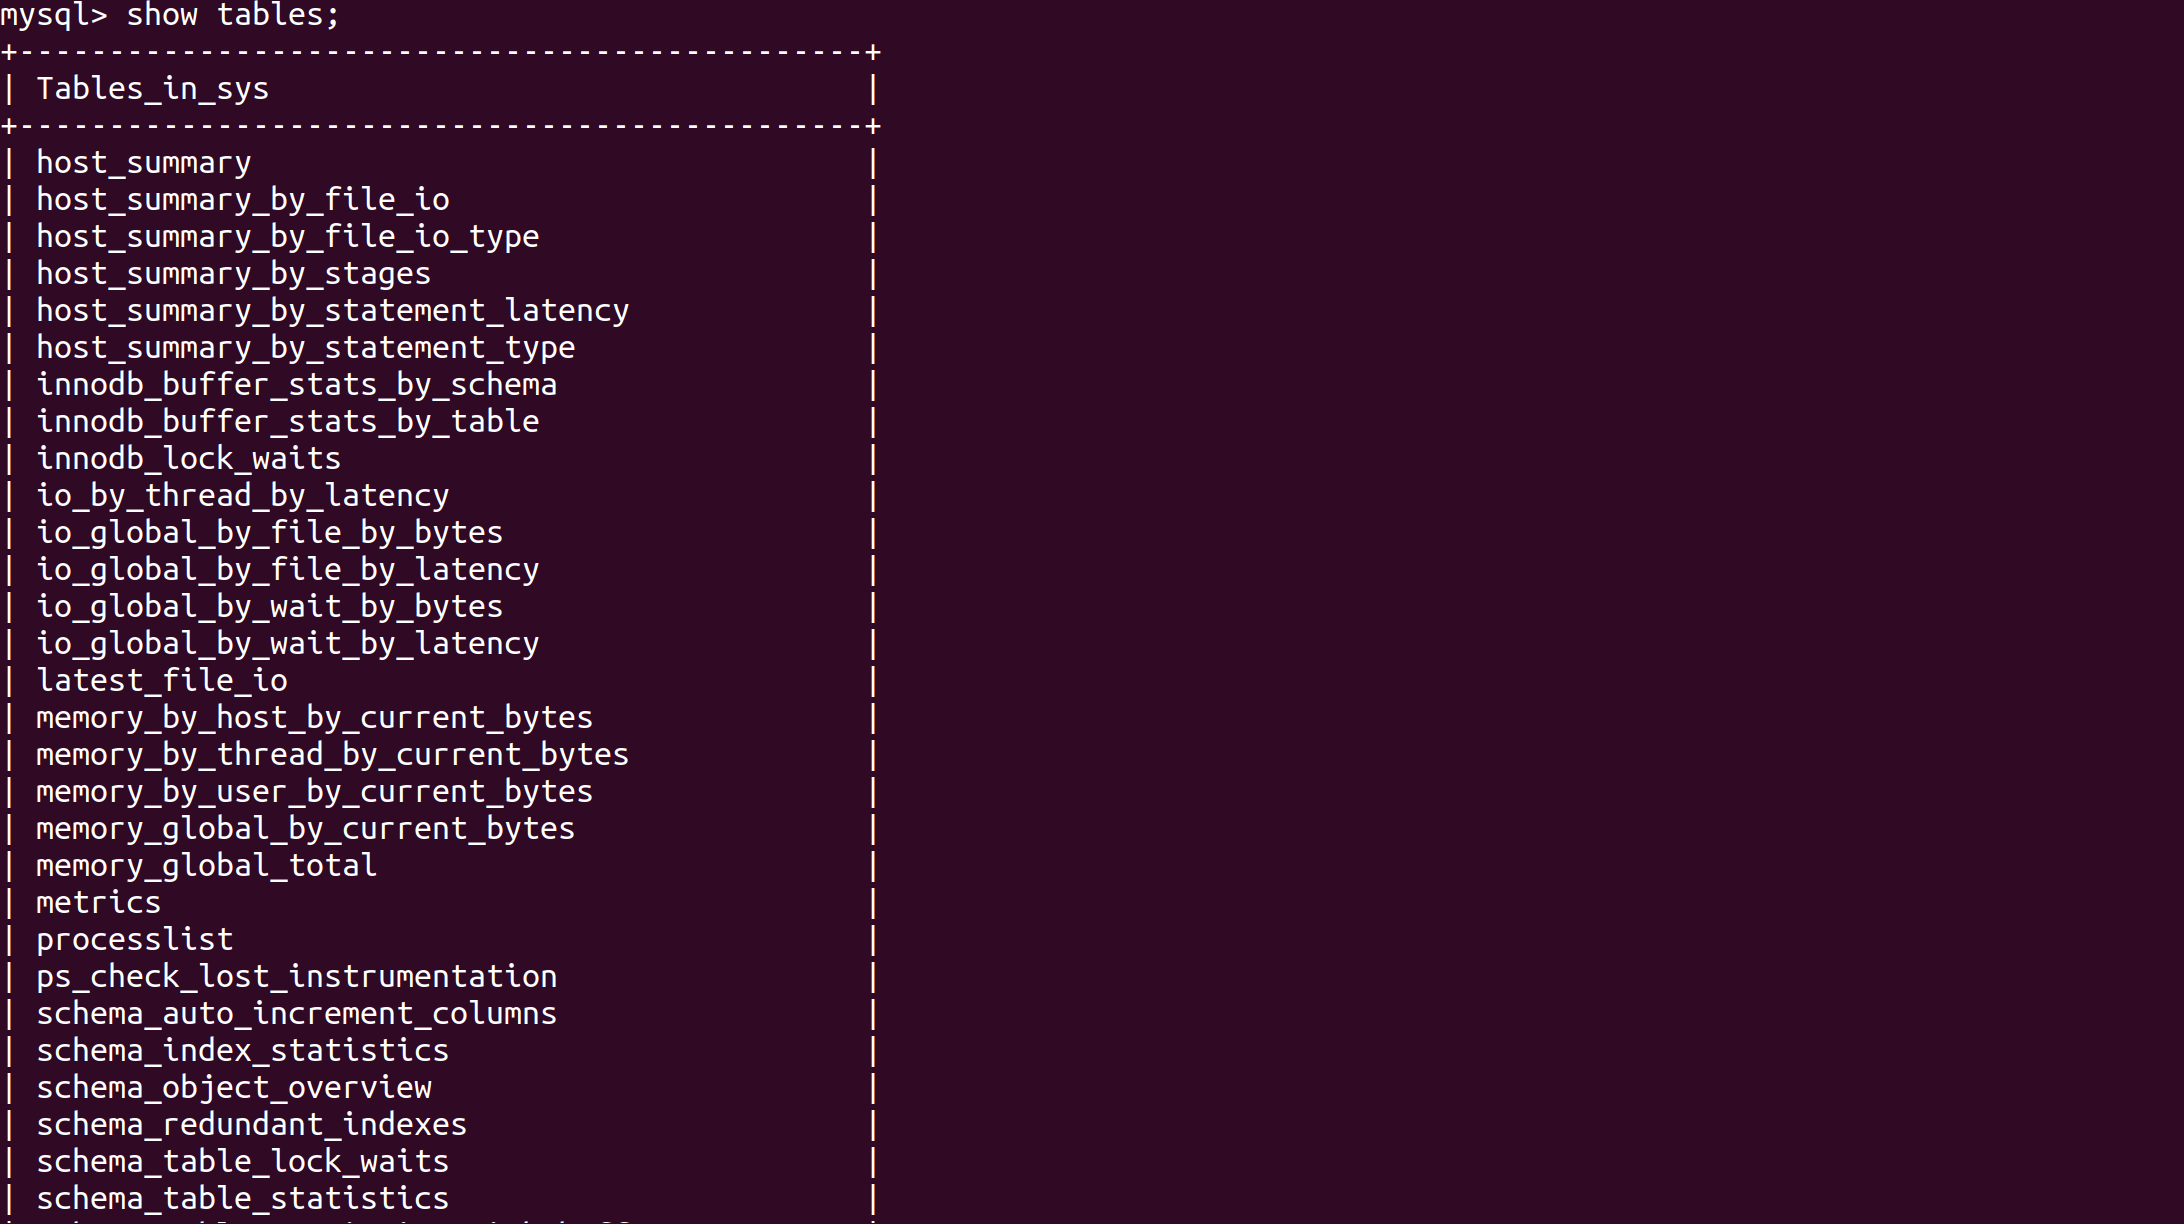 mysql> show tables;
+-----------------------------------------------+
| Tables_in_sys                                 |
+-----------------------------------------------+
| host_summary                                  |
| host_summary_by_file_io                       |
| host_summary_by_file_io_type                  |
| host_summary_by_stages                        |
| host_summary_by_statement_latency             |
| host_summary_by_statement_type                |
| innodb_buffer_stats_by_schema                 |
| innodb_buffer_stats_by_table                  |
| innodb_lock_waits                             |
| io_by_thread_by_latency                       |
| io_global_by_file_by_bytes                    |
| io_global_by_file_by_latency                  |
| io_global_by_wait_by_bytes                    |
| io_global_by_wait_by_latency                  |
| latest_file_io                                |
| memory_by_host_by_current_bytes               |
| memory_by_thread_by_current_bytes             |
| memory_by_user_by_current_bytes               |
| memory_global_by_current_bytes                |
| memory_global_total                           |
| metrics                                       |
| processlist                                   |
| ps_check_lost_instrumentation                 |
| schema_auto_increment_columns                 |
| schema_index_statistics                       |
| schema_object_overview                        |
| schema_redundant_indexes                      |
| schema_table_lock_waits                       |
| schema_table_statistics                       |